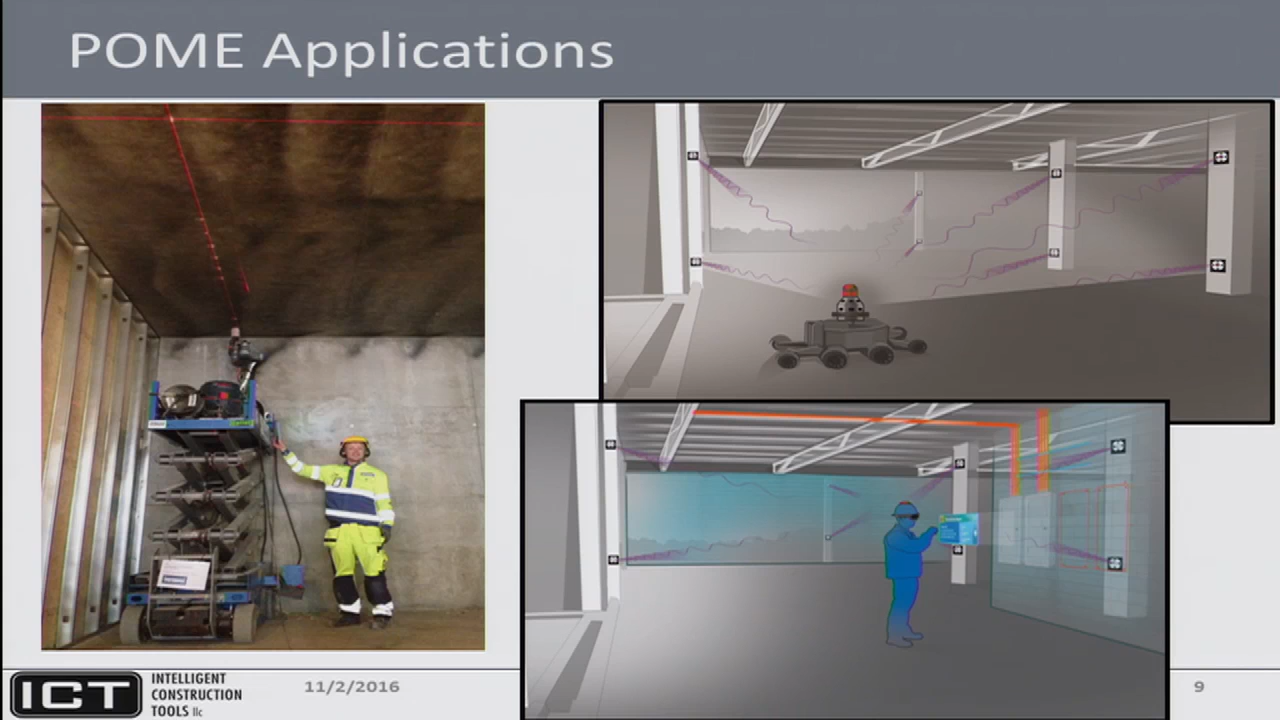 POME Applications
ICT
INTELLIGENT
CONSTRUCTION
TOOLS llc
11/2/2016
9